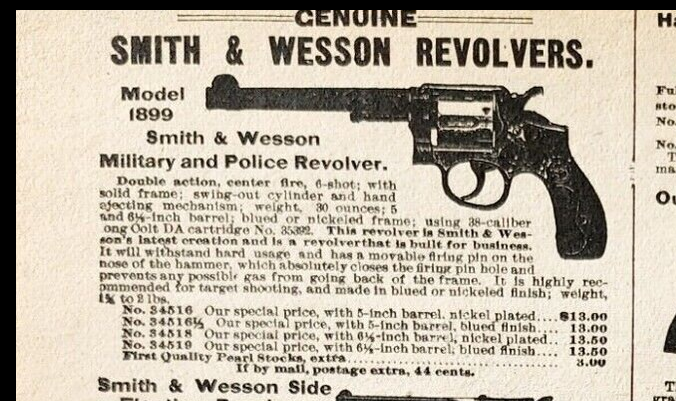 GENUINE
SMITH & WESSON REVOLVERS.
Model
1899
Smith & Wesson
Military and Police Revolver.
Double action, center fire, 6-shot; with
solid frame; swing-out cylinder and hand
ejecting mechanism; weight, 30 ounces; 5
and 6½-inch barrel; blued or nickeled frame; using 38-caliber
ong Colt DA cartridge No. 35392. This revolver is Smith & Wes-
son's latest creation and is a revolver that is built for business.
It will withstand hard usage and has a movable firing pin on the
nose of the hammer, which absolutely closes the firing pin hole and
prevents any possible gas from going back of the frame. It is highly rec-
ommended for target shooting, and made in blued or nickeled finish; weight,
to 2 lbs.
No. 34516 Our special price, with 5-inch barrel, nickel plated.... $13.00
No. 34516½ Our special price, with 5-inch barrel, blued finish.... 13.00
No. 34518 Our special price, with 6½-inch barrel, nickel plated.. 13.50
No. 34519 Our special price, with 6½-inch barrel, blued finish.... 13.50
First Quality Pearl Stocks, extra.................... 3.00
If by mail, postage extra, 44 cents.
Smith & Wesson Side
Ha
Ful
sto
No.
No.
T
ma
Ou
T